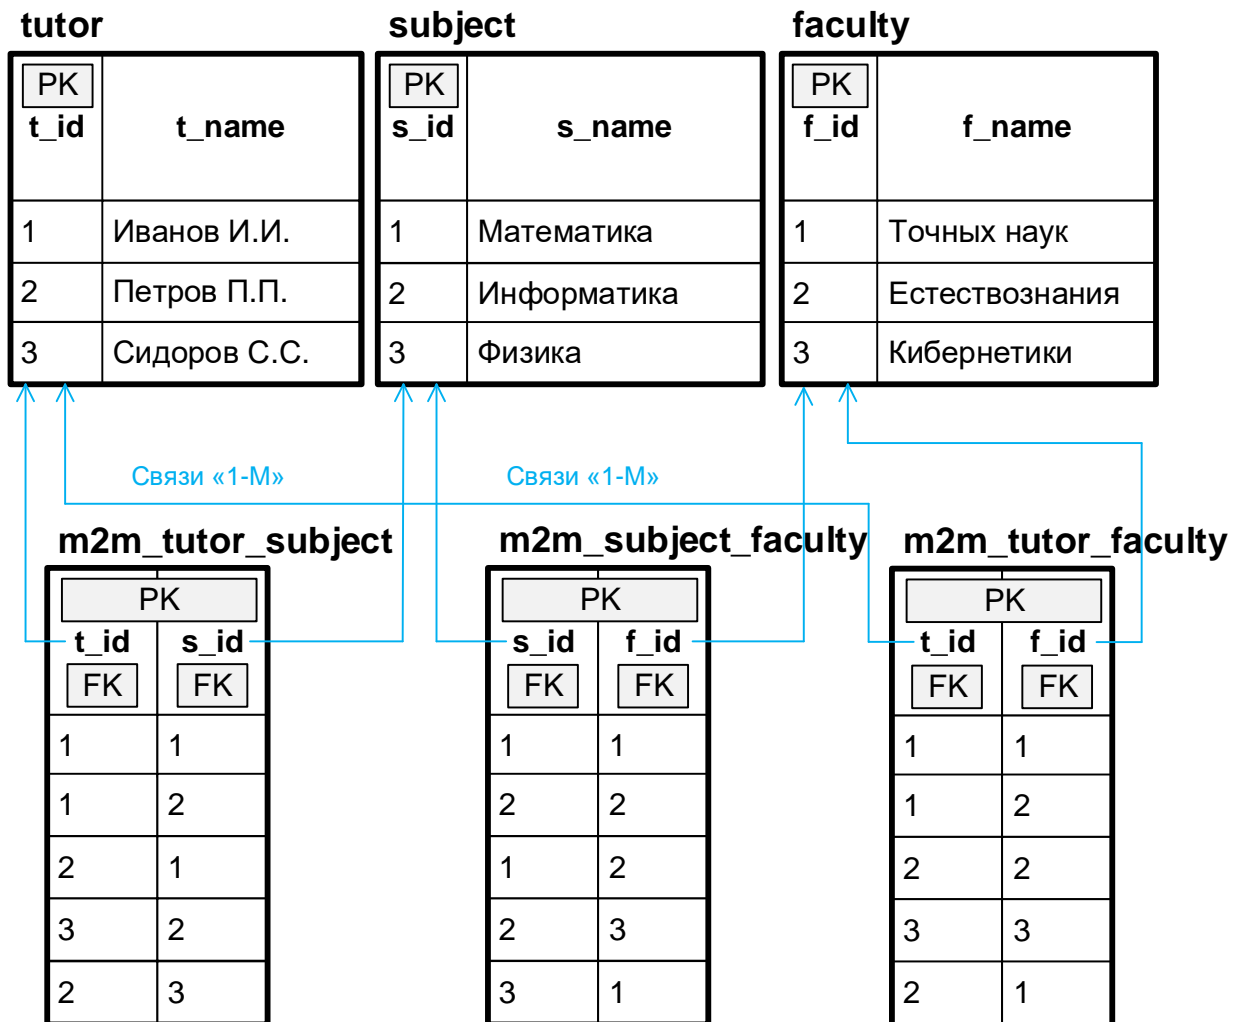 tutor subject faculty
PK PK PK
t_id t_name s_id s_name f_id f_name
1 Иванов И.И. 1 Математика 1 Точных наук
2 Петров П.П. 2 Информатика 2 Естествознания
3 Сидоров С.С. 3 Физика 3 Кибернетики
Связи «1-М» Связи «1-М»
m2m_tutor_subject m2m_subject_faculty m2m_tutor_faculty
PK PK PK
t_id s_id s_id f_id t_id f_id
FK FK FK FK FK FK
1 1 1 1 1 1
1 2 2 2 1 2
2 1 1 2 2 2
3 2 2 3 3 3
2 3 3 1 2 1